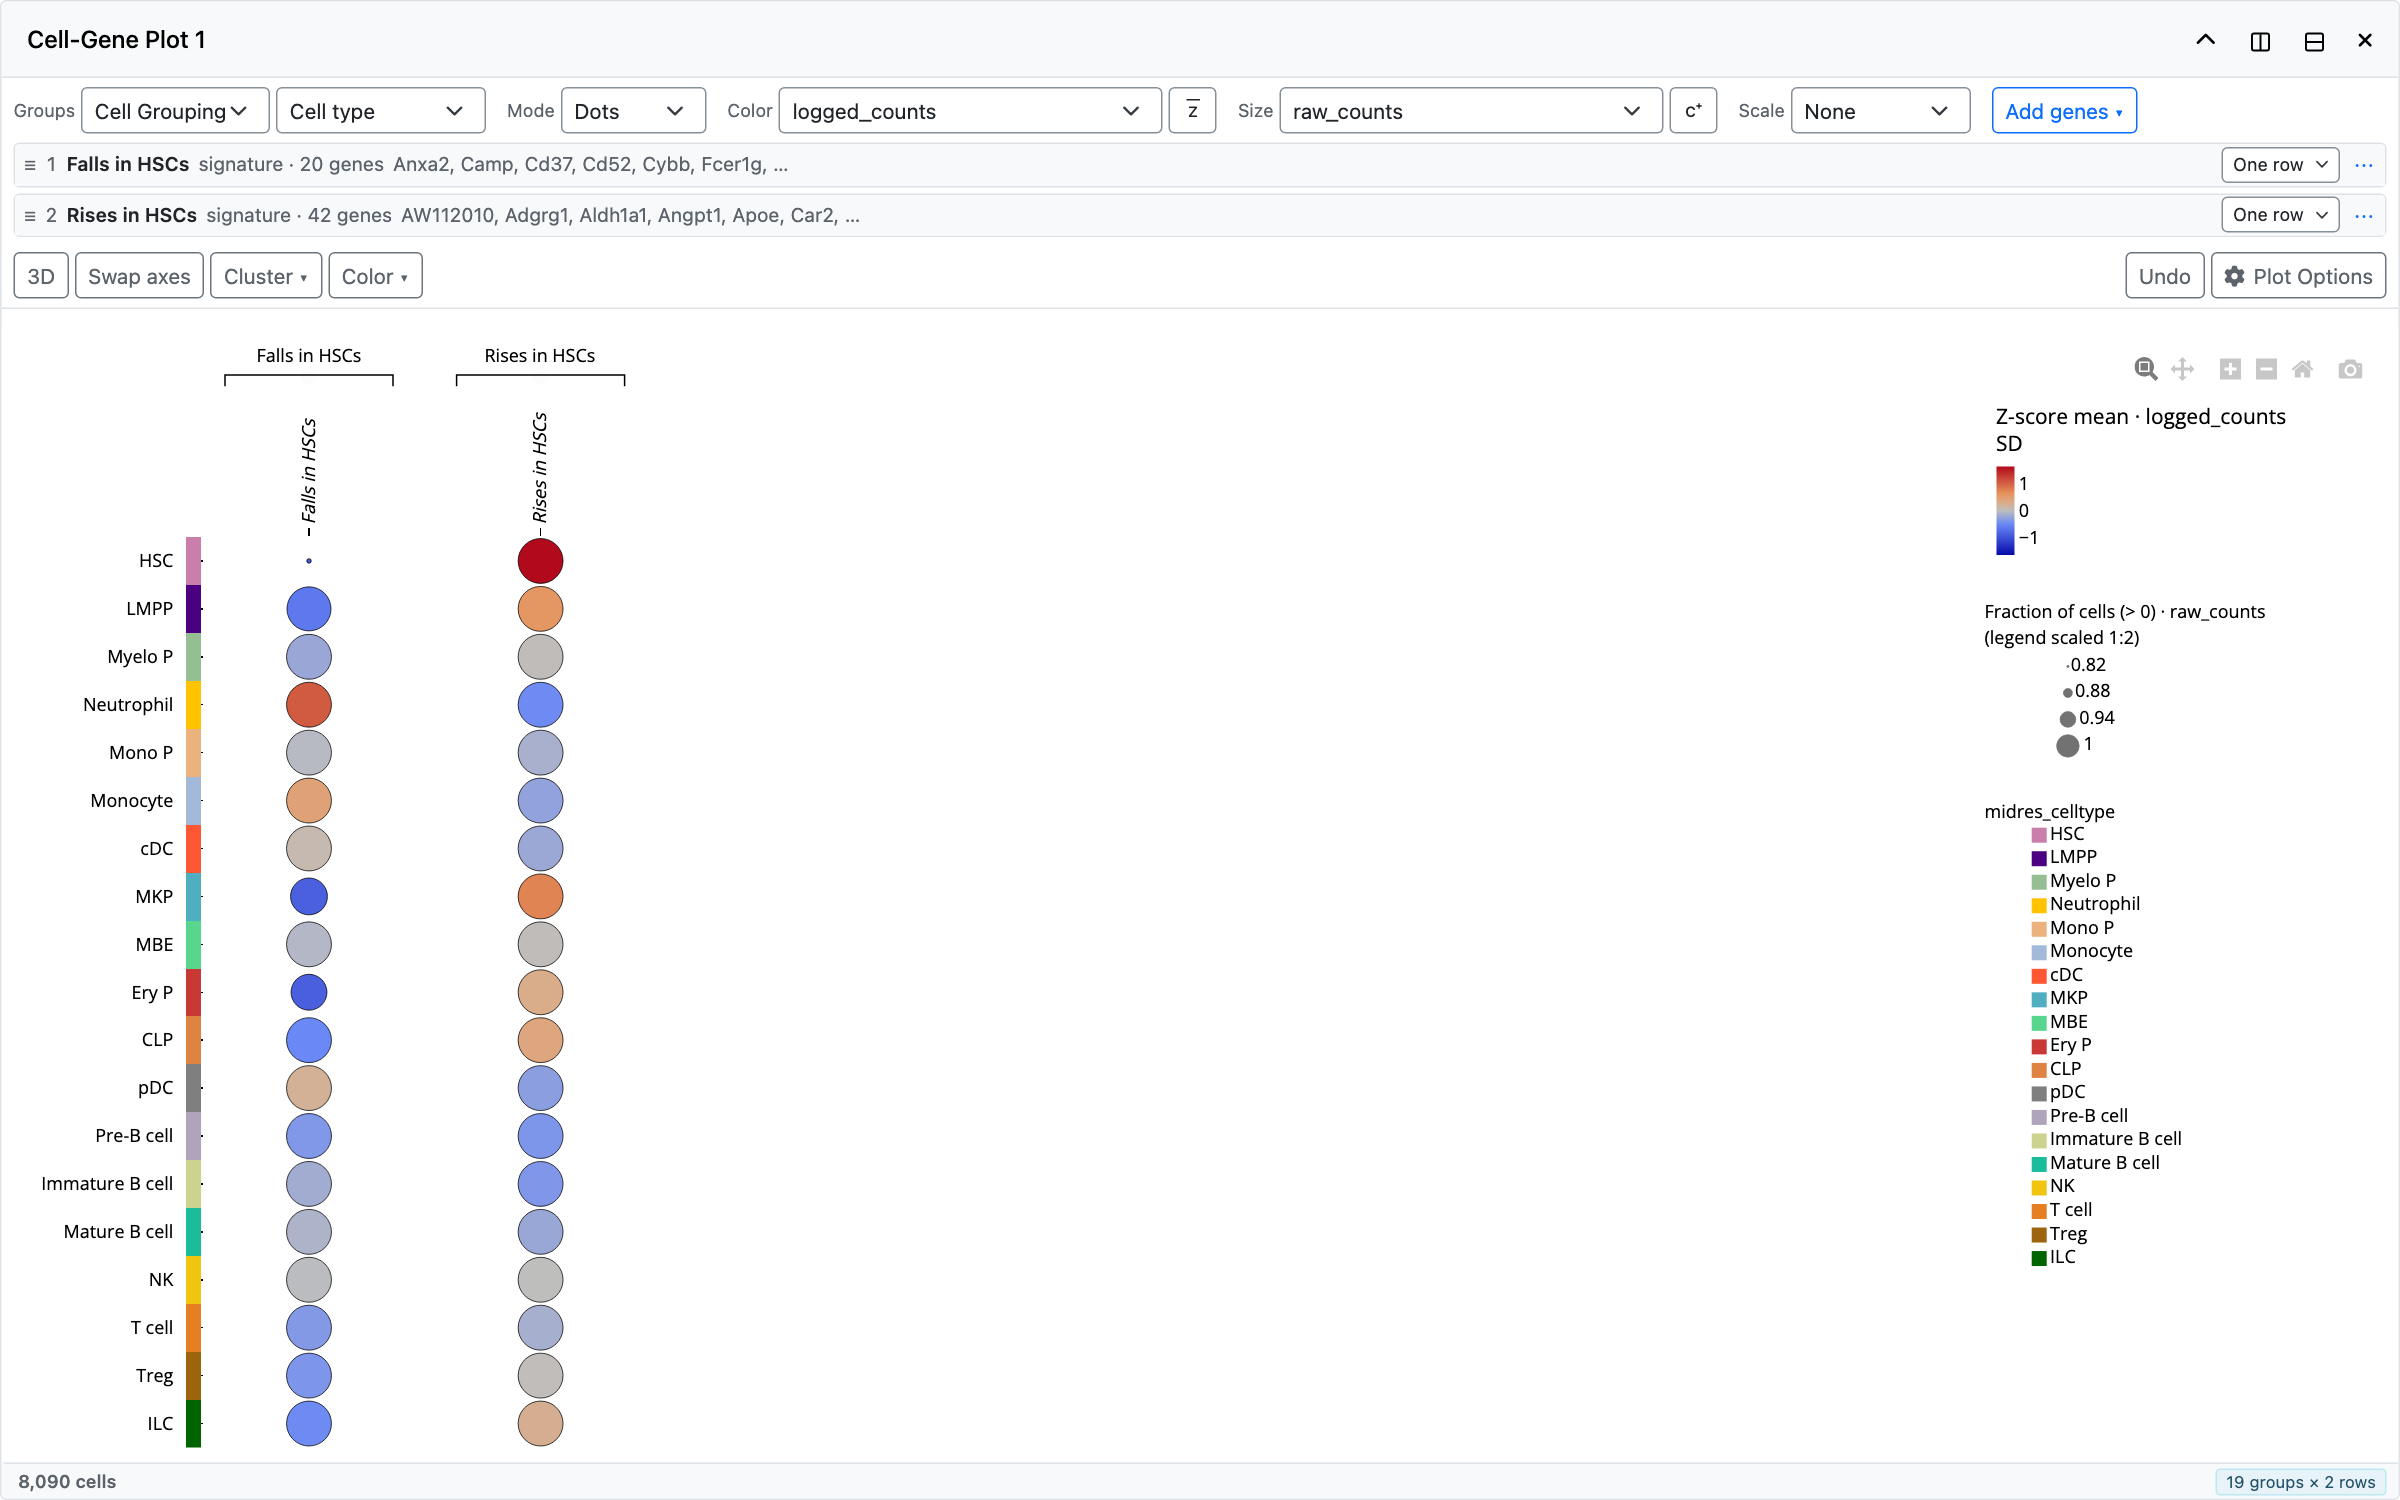 Cell-Gene Plot 1
Groups Cell Grouping Cell type Mode Dots Color logged_counts z Size raw_counts c+ Scale None Add genes ▾
≡ 1 Falls in HSCs signature · 20 genes Anxa2, Camp, Cd37, Cd52, Cybb, Fcer1g, ... One row ...
≡ 2 Rises in HSCs signature · 42 genes AW112010, Adgrg1, Aldh1a1, Angpt1, Apoe, Car2, ... One row ...
3D Swap axes Cluster ▾ Color ▾ Undo Plot Options
Falls in HSCs Rises in HSCs
Falls in HSCs
Rises in HSCs
HSC
LMPP
Myelo P
Neutrophil
Mono P
Monocyte
cDC
MKP
MBE
Ery P
CLP
pDC
Pre-B cell
Immature B cell
Mature B cell
NK
T cell
Treg
ILC
Z-score mean · logged_counts
SD
1
0
−1
Fraction of cells (> 0) · raw_counts
(legend scaled 1:2)
0.82
0.88
0.94
1
midres_celltype
HSC
LMPP
Myelo P
Neutrophil
Mono P
Monocyte
cDC
MKP
MBE
Ery P
CLP
pDC
Pre-B cell
Immature B cell
Mature B cell
NK
T cell
Treg
ILC
8,090 cells
19 groups × 2 rows